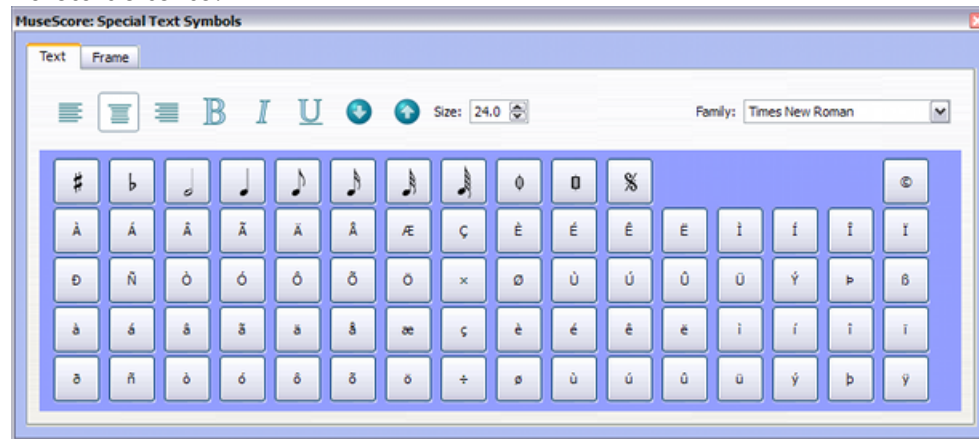 MuseScore: Special Text Symbols
Text Frame
B I U Size: 24.0 Family: Times New Roman
♯ ♭ 𝅗𝅥 𝅘𝅥 𝅘𝅥𝅮 𝅘𝅥𝅯 𝅘𝅥𝅰 𝅘𝅥𝅱 𝄌 𝄋 ©
À Á Â Ã Ä Å Æ Ç È É Ê Ë Ì Í Î Ï
Ð Ñ Ò Ó Ô Õ Ö × Ø Ù Ú Û Ü Ý Þ ß
à á â ã ä å æ ç è é ê ë ì í î ï
ð ñ ò ó ô õ ö ÷ ø ù ú û ü ý þ ÿ